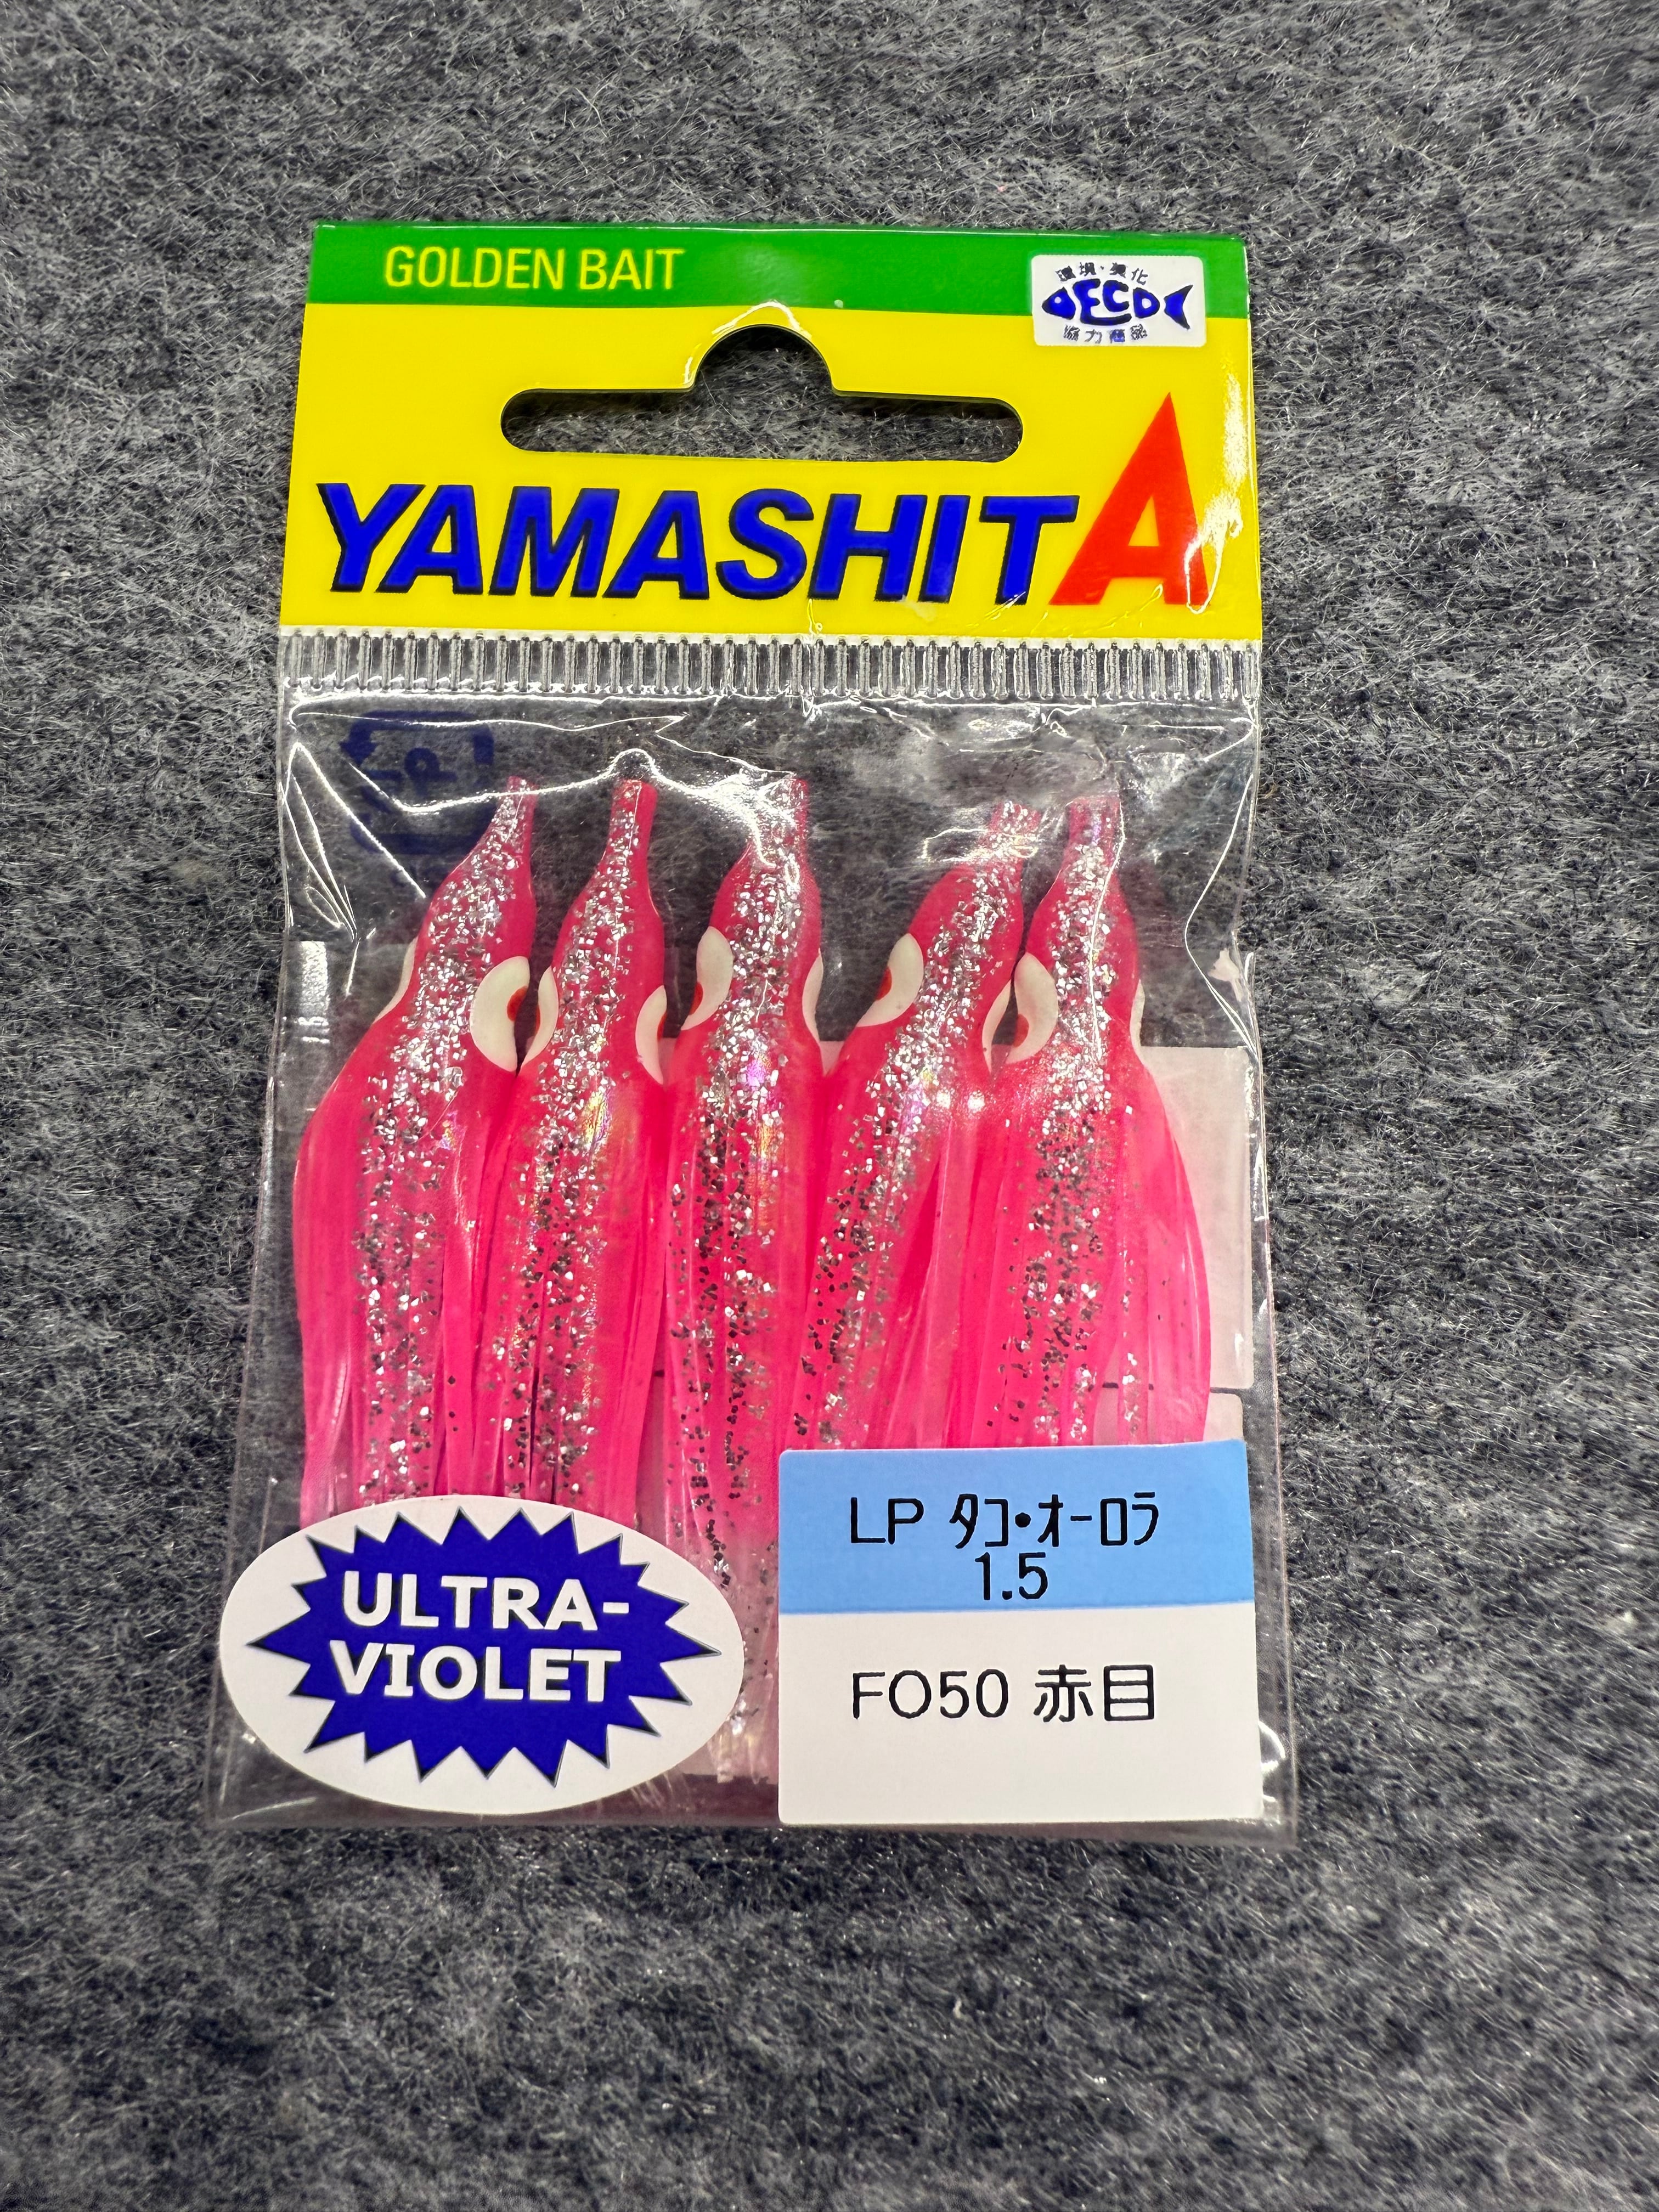 GOLDEN BAIT
環境・美化
ECO
協力商品
YAMASHITA
LP ﾀｺ・ｵｰﾛﾗ
1.5
FO50 赤目
ULTRA-
VIOLET